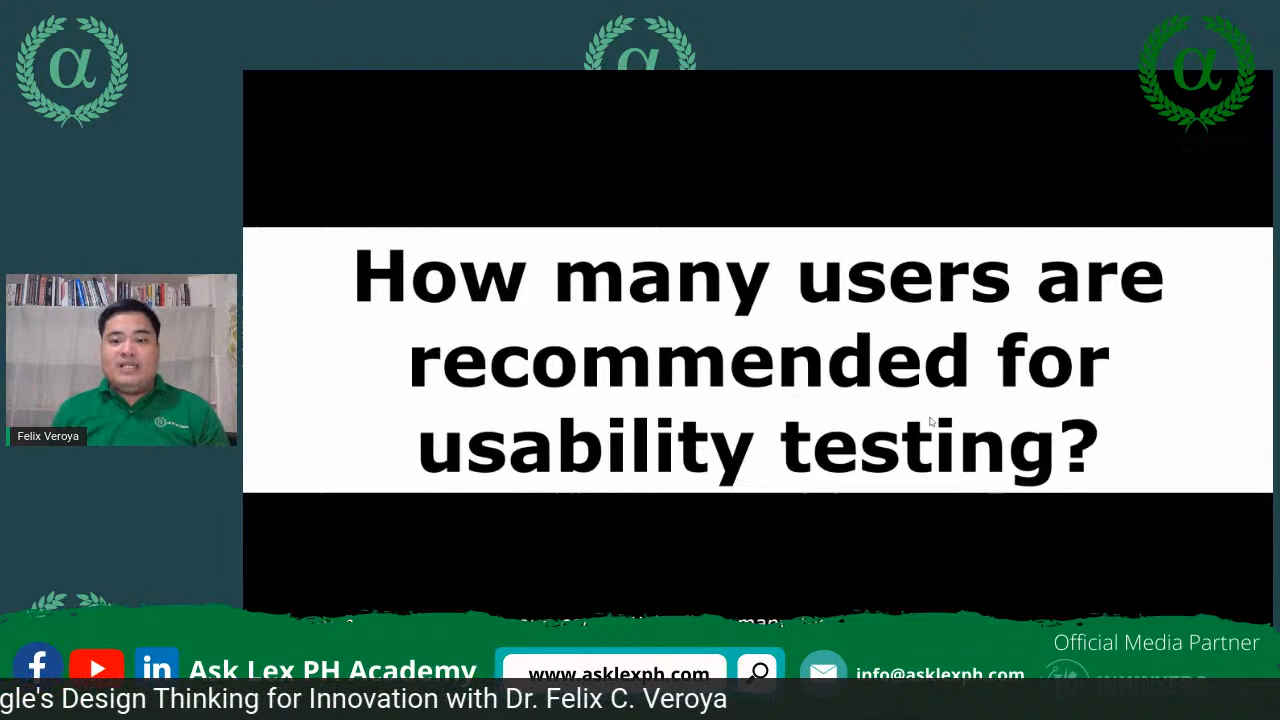 α
α
How many users are
recommended for
usability testing?
Felix Veroya
Official Media Partner
Ask Lex PH Academy
www.asklexph.com
info@asklexph.com
gle's Design Thinking for Innovation with Dr. Felix C. Veroya